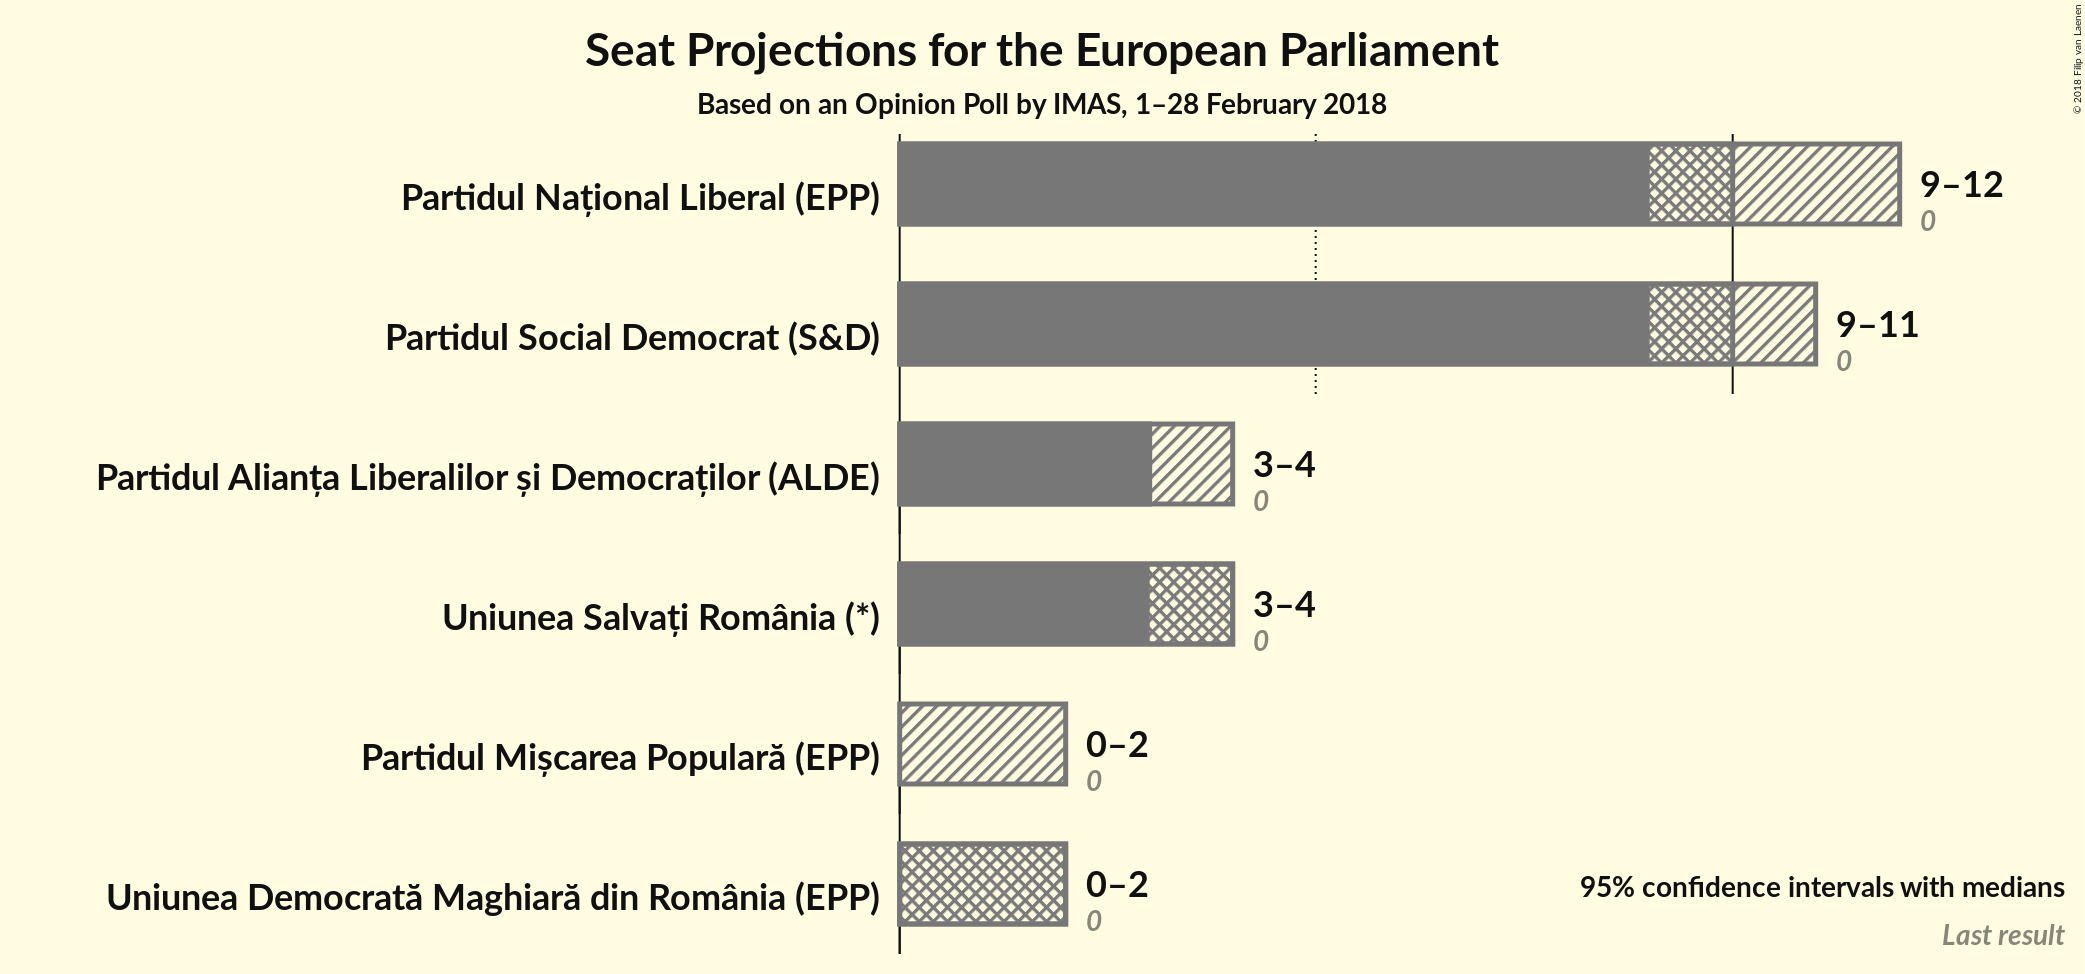 Seat Projections for the European Parliament
Based on an Opinion Poll by IMAS, 1–28 February 2018
© 2018 Filip van Laenen
Partidul Național Liberal (EPP)
9–12
0
Partidul Social Democrat (S&D)
9–11
0
Partidul Alianța Liberalilor și Democraților (ALDE)
3–4
0
Uniunea Salvați România (*)
3–4
0
Partidul Mișcarea Populară (EPP)
0–2
0
Uniunea Democrată Maghiară din România (EPP)
0–2
0
95% confidence intervals with medians
Last result